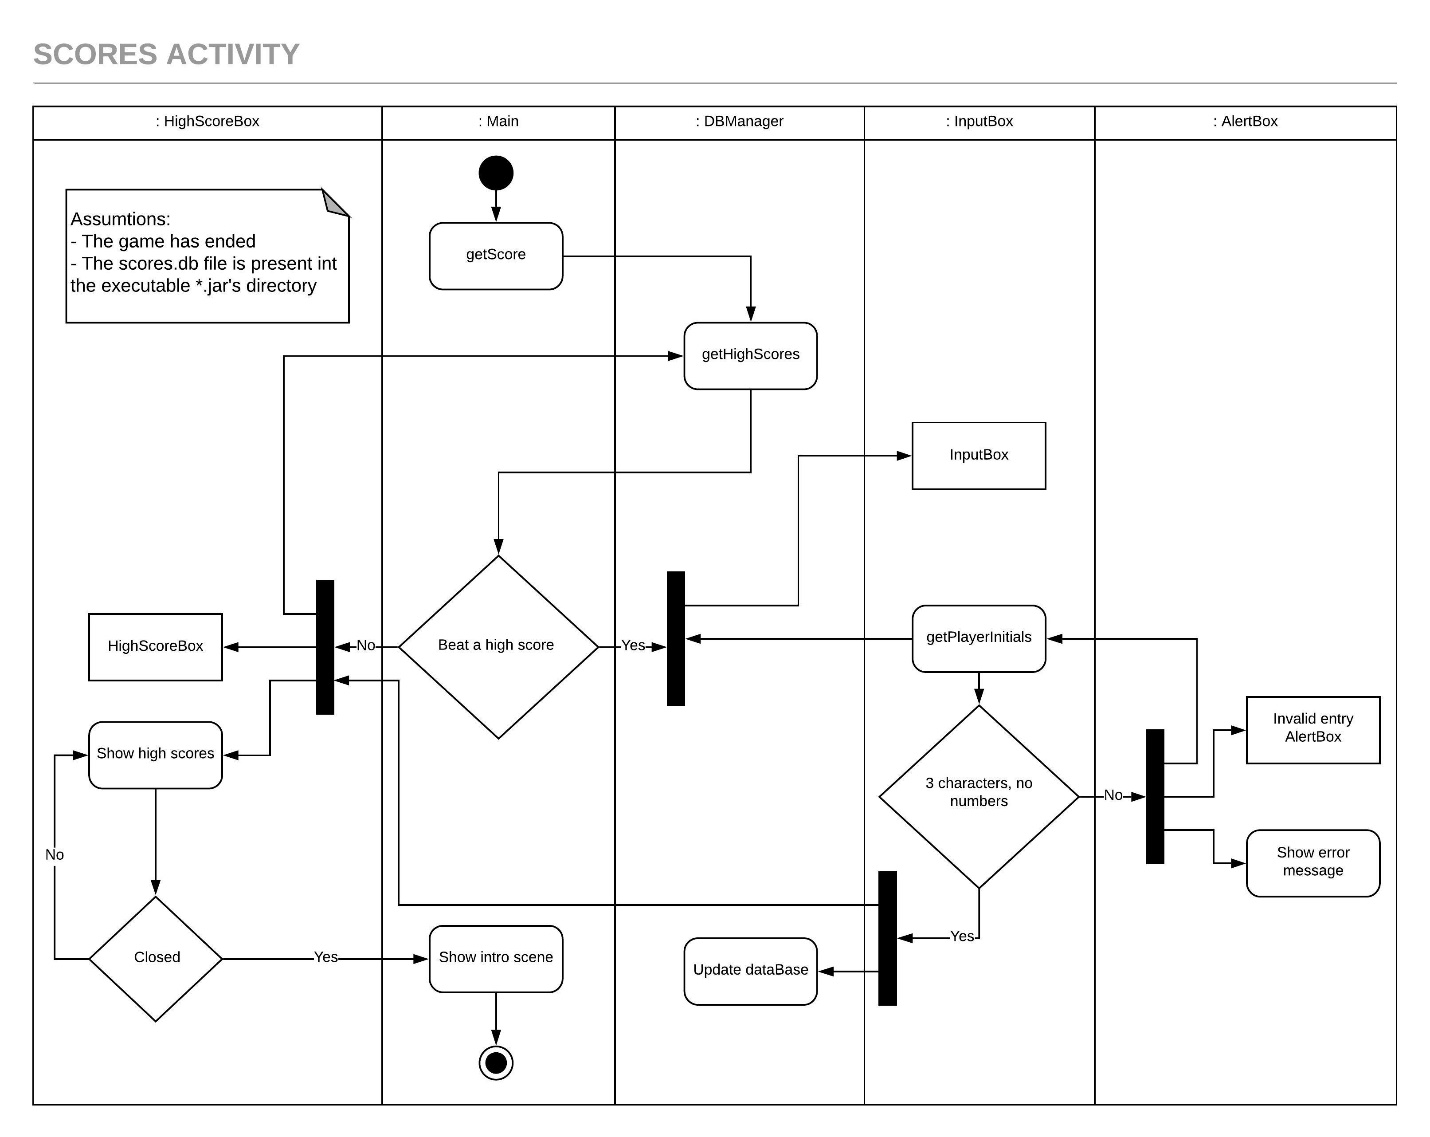 SCORES ACTIVITY
: HighScoreBox
: Main
: DBManager
: InputBox
: AlertBox
Assumtions:
- The game has ended
- The scores.db file is present int
the executable *.jar's directory
getScore
getHighScores
InputBox
HighScoreBox
No
Beat a high score
Yes
getPlayerInitials
Show high scores
Invalid entry
AlertBox
3 characters, no
numbers
No
No
Show error
message
Yes
Closed
Yes
Show intro scene
Update dataBase